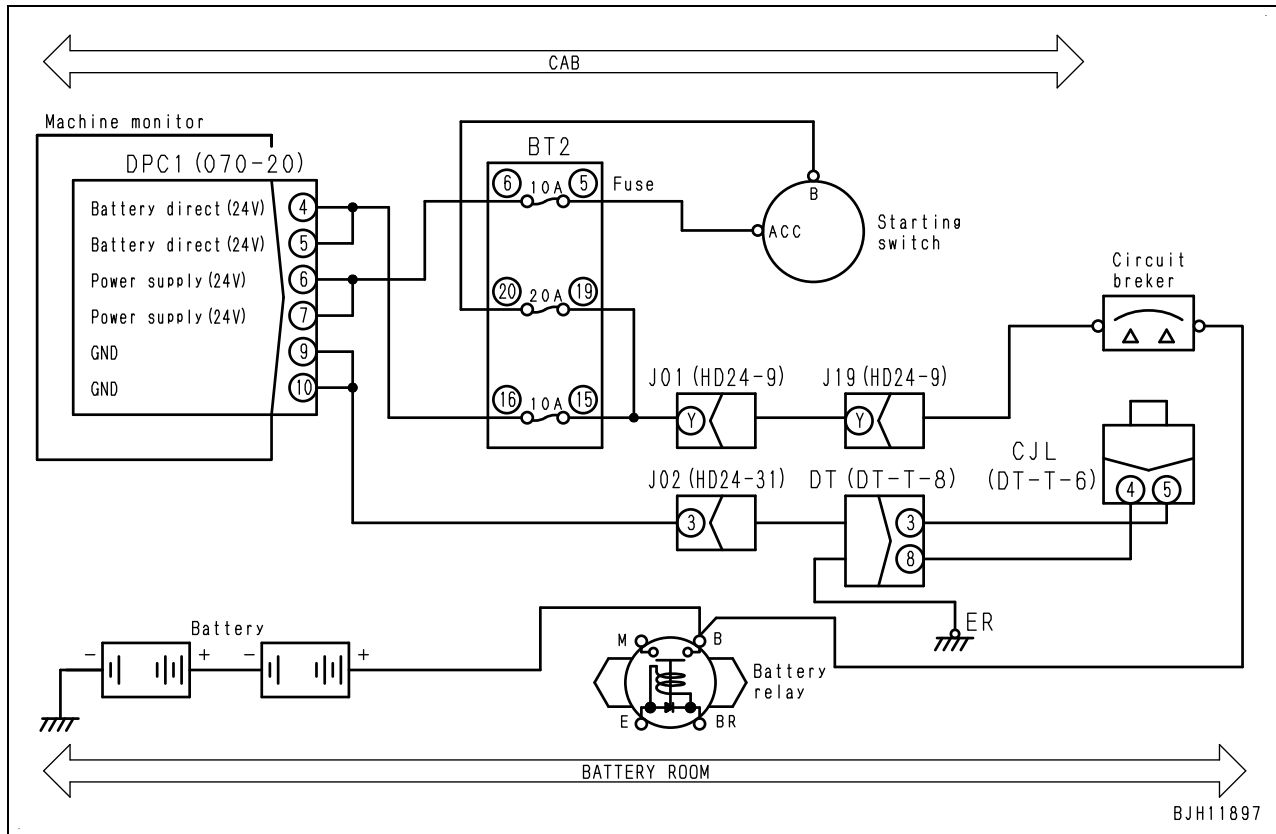 CAB
Machine monitor
DPC1 (070-20)
Battery direct (24V) 4
Battery direct (24V) 5
Power supply (24V) 6
Power supply (24V) 7
GND 9
GND 10
BT2
6 10A 5 Fuse
20 20A 19
16 10A 15
B
ACC
Starting
switch
Circuit
breker
J01 (HD24-9)
Y
J19 (HD24-9)
Y
J02 (HD24-31)
3
DT (DT-T-8)
3
8
CJL
(DT-T-6)
4 5
ER
Battery
- + - +
M B
E BR
Battery
relay
BATTERY ROOM
BJH11897